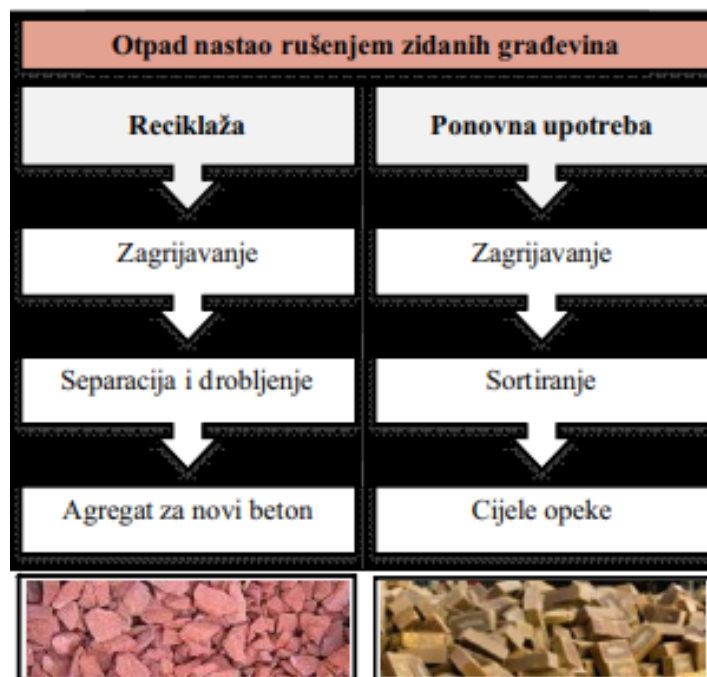 Otpad nastao rušenjem zidanih građevina
Reciklaža
Ponovna upotreba
Zagrijavanje
Zagrijavanje
Separacija i drobljenje
Sortiranje
Agregat za novi beton
Cijele opeke